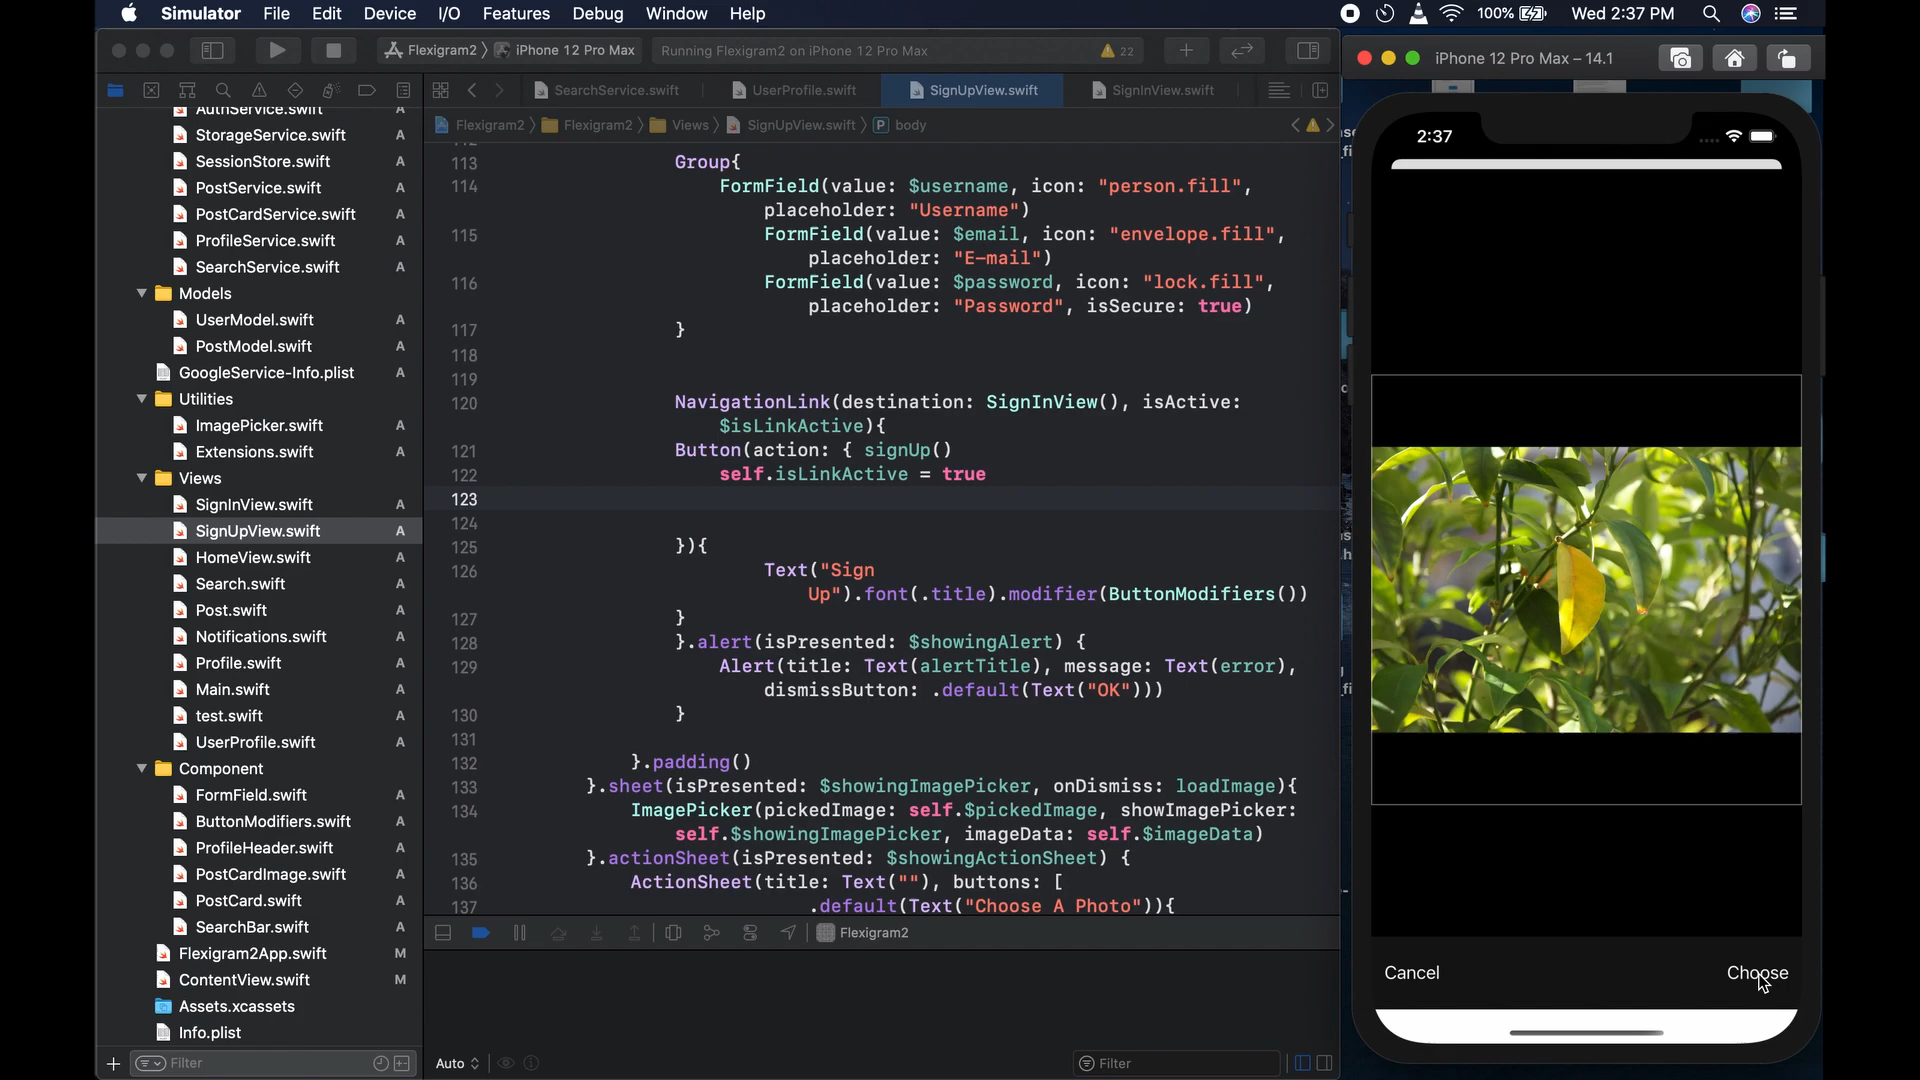 Simulator File Edit Device I/O Features Debug Window Help
100% Wed 2:37 PM
Flexigram2 iPhone 12 Pro Max
Running Flexigram2 on iPhone 12 Pro Max
22
iPhone 12 Pro Max – 14.1
SearchService.swift
UserProfile.swift
SignUpView.swift
SignInView.swift
Flexigram2 Flexigram2 Views SignUpView.swift P body
AuthService.swift A
StorageService.swift A
SessionStore.swift A
PostService.swift A
PostCardService.swift A
ProfileService.swift A
SearchService.swift A
Models
UserModel.swift A
PostModel.swift A
GoogleService-Info.plist A
Utilities
ImagePicker.swift A
Extensions.swift A
Views
SignInView.swift A
SignUpView.swift A
HomeView.swift A
Search.swift A
Post.swift A
Notifications.swift A
Profile.swift A
Main.swift A
test.swift A
UserProfile.swift A
Component
FormField.swift A
ButtonModifiers.swift A
ProfileHeader.swift A
PostCardImage.swift A
PostCard.swift A
SearchBar.swift A
Flexigram2App.swift M
ContentView.swift M
Assets.xcassets
Info.plist
Filter
113 Group{
114 FormField(value: $username, icon: "person.fill",
placeholder: "Username")
115 FormField(value: $email, icon: "envelope.fill",
placeholder: "E-mail")
116 FormField(value: $password, icon: "lock.fill",
placeholder: "Password", isSecure: true)
117 }
118
119
120 NavigationLink(destination: SignInView(), isActive:
$isLinkActive){
121 Button(action: { signUp()
122 self.isLinkActive = true
123
124
125 }){
126 Text("Sign
Up").font(.title).modifier(ButtonModifiers())
127 }
128 }.alert(isPresented: $showingAlert) {
129 Alert(title: Text(alertTitle), message: Text(error),
dismissButton: .default(Text("OK")))
130 }
131
132 }.padding()
133 }.sheet(isPresented: $showingImagePicker, onDismiss: loadImage){
134 ImagePicker(pickedImage: self.$pickedImage, showImagePicker:
self.$showingImagePicker, imageData: self.$imageData)
135 }.actionSheet(isPresented: $showingActionSheet) {
136 ActionSheet(title: Text(""), buttons: [
137 .default(Text("Choose A Photo")){
Flexigram2
Auto
Filter
2:37
Cancel
Choose